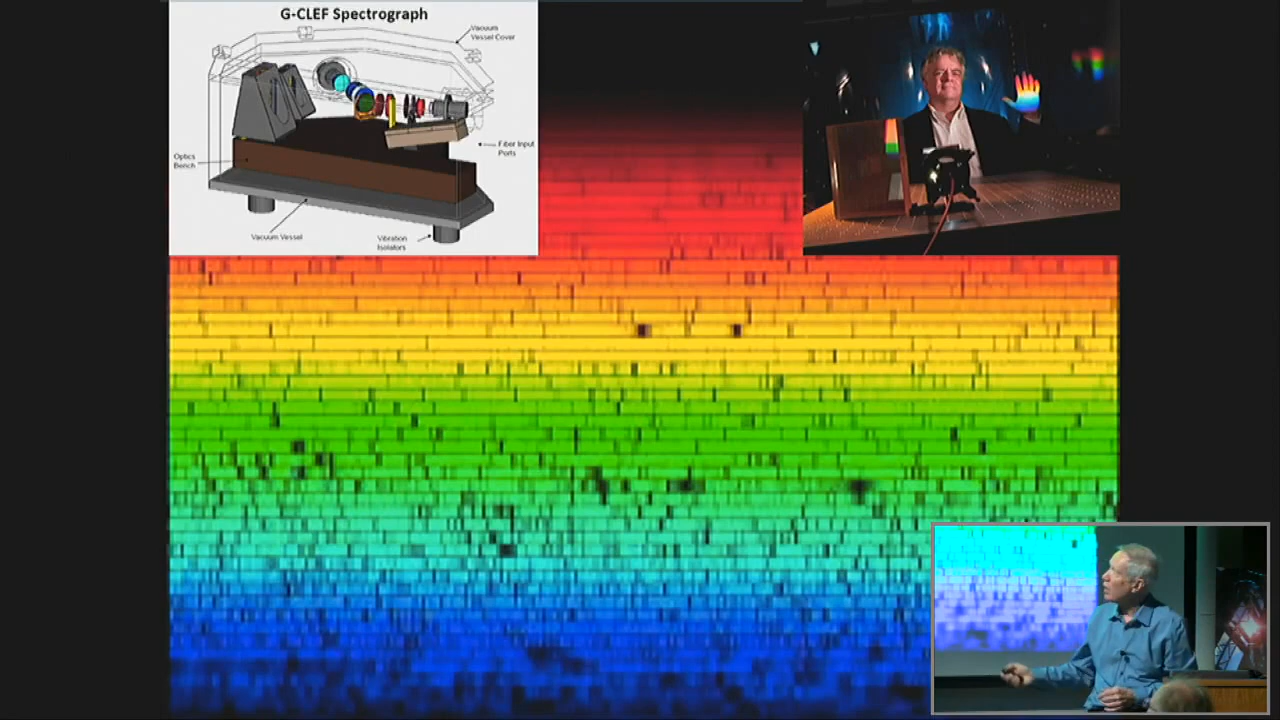 G-CLEF Spectrograph
Vacuum
Vessel Cover
Optics
Bench
Fiber Input
Ports
Vacuum Vessel
Vibration
Isolators